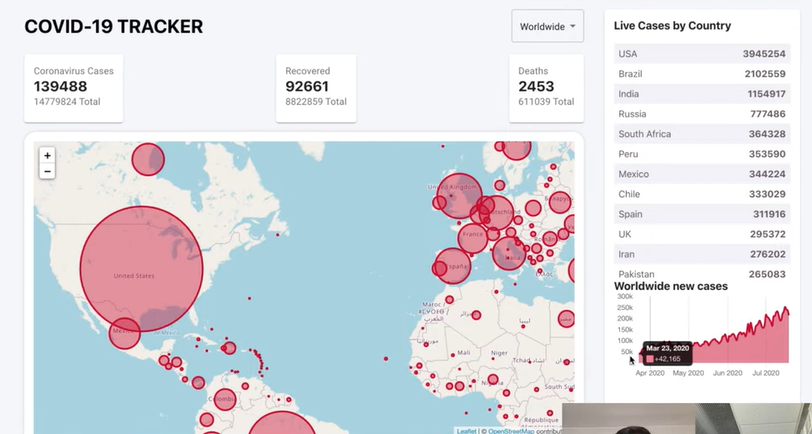 COVID-19 TRACKER
Worldwide
Coronavirus Cases
139488
14779824 Total
Recovered
92661
8822859 Total
Deaths
2453
611039 Total
+
−
United States
Mexico
Colombia
United Kingdom
France
España
Italia
Mali
Niger
Live Cases by Country
USA 3945254
Brazil 2102559
India 1154917
Russia 777486
South Africa 364328
Peru 353590
Mexico 344224
Chile 333029
Spain 311916
UK 295372
Iran 276202
Pakistan 265083
Worldwide new cases
300k
250k
200k
150k
100k
50k
Mar 23, 2020
+42,165
Apr 2020 May 2020 Jun 2020 Jul 2020
Leaflet | © OpenStreetMap